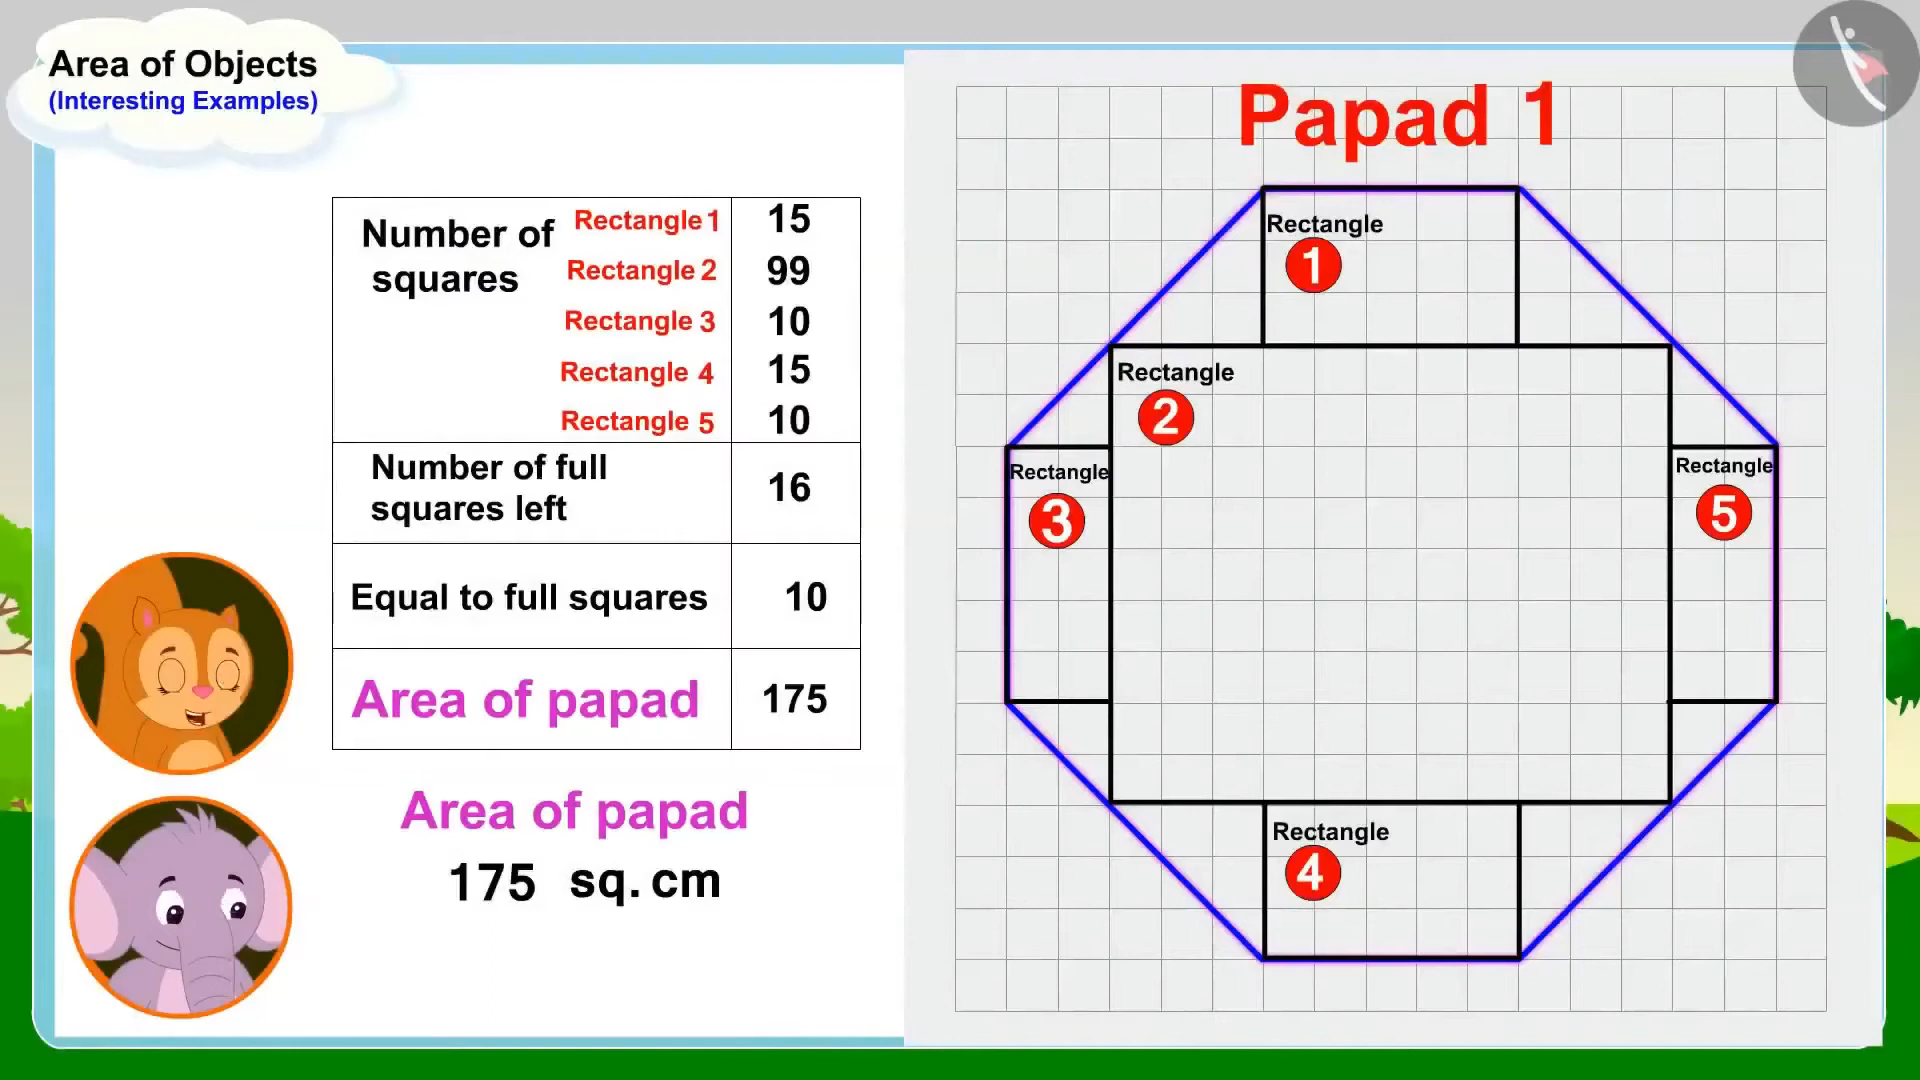 Area of Objects
(Interesting Examples)
Number of squares
Rectangle 1 15
Rectangle 2 99
Rectangle 3 10
Rectangle 4 15
Rectangle 5 10
Number of full squares left 16
Equal to full squares 10
Area of papad 175
Area of papad
175 sq. cm
Papad 1
Rectangle
1
Rectangle
2
Rectangle
3
Rectangle
5
Rectangle
4